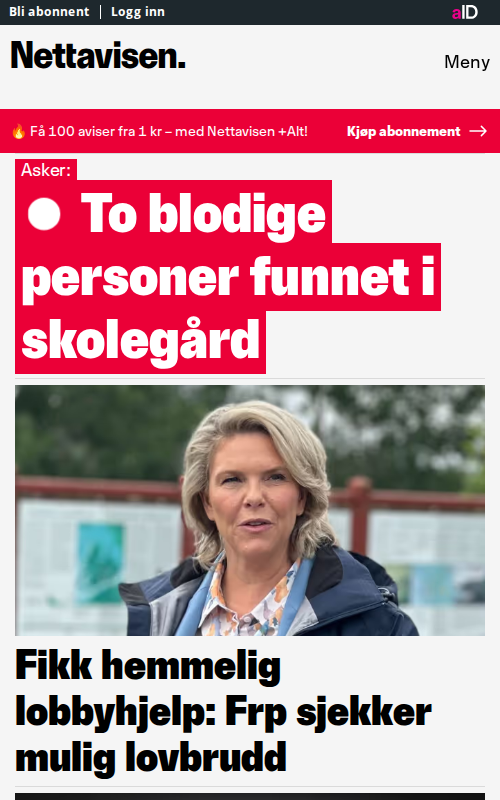 Bli abonnent | Logg inn
aID
Nettavisen.
Meny
🔥 Få 100 aviser fra 1 kr – med Nettavisen +Alt!
Kjøp abonnement →
Asker:
To blodige
personer funnet i
skolegård
Fikk hemmelig
lobbyhjelp: Frp sjekker
mulig lovbrudd